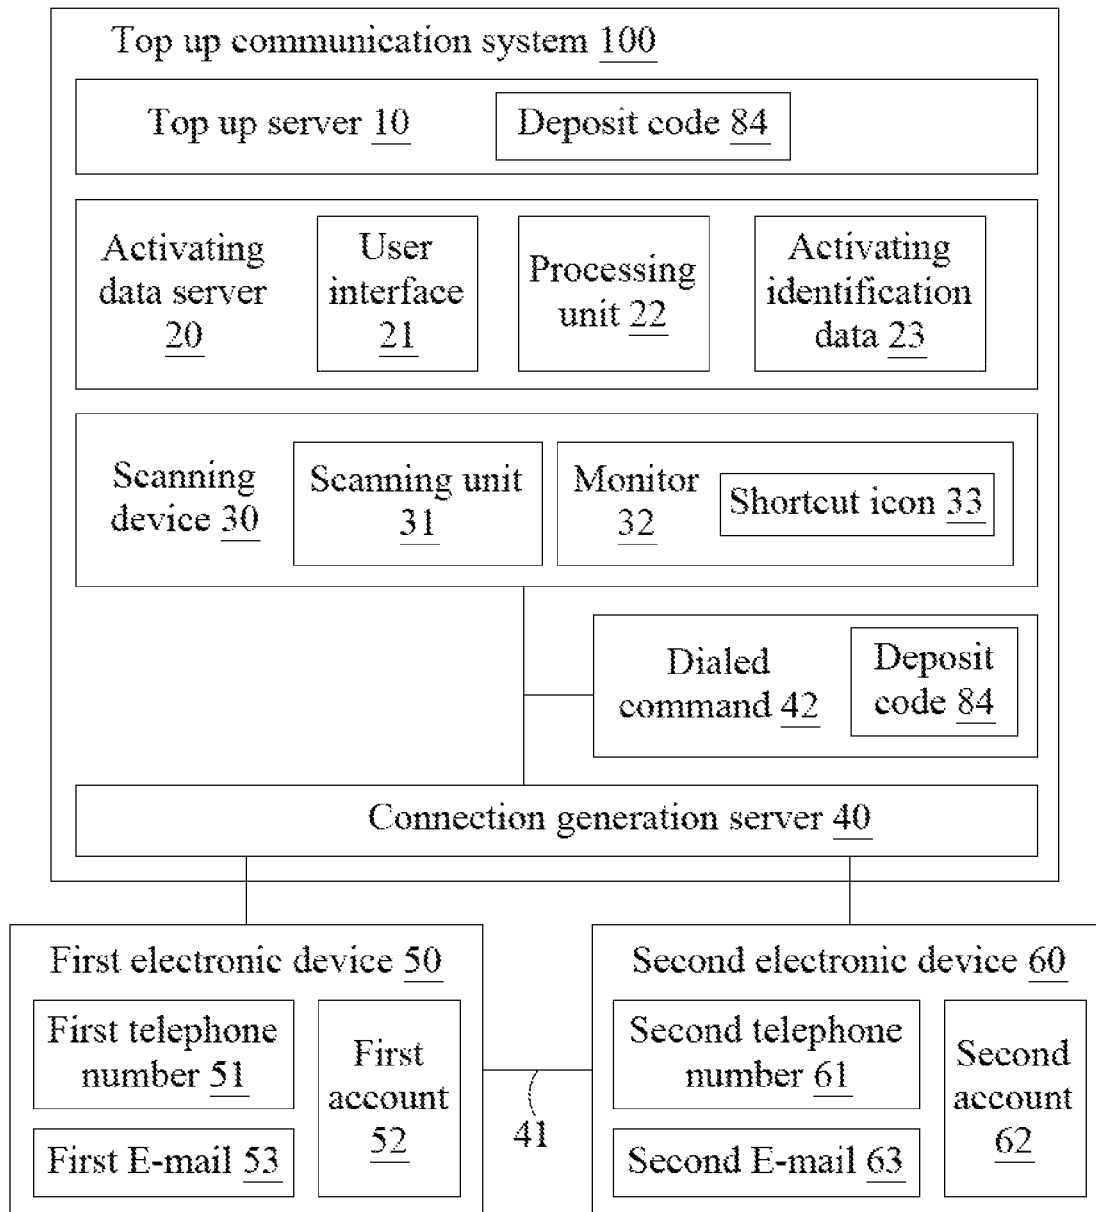 Top up communication system 100
Top up server 10
Deposit code 84
Activating
data server
20
User
interface
21
Processing
unit 22
Activating
identification
data 23
Scanning
device 30
Scanning unit
31
Monitor
32
Shortcut icon 33
Dialed
command 42
Deposit
code 84
Connection generation server 40
First electronic device 50
First telephone
number 51
First
account
52
First E-mail 53
41
Second electronic device 60
Second telephone
number 61
Second
account
62
Second E-mail 63